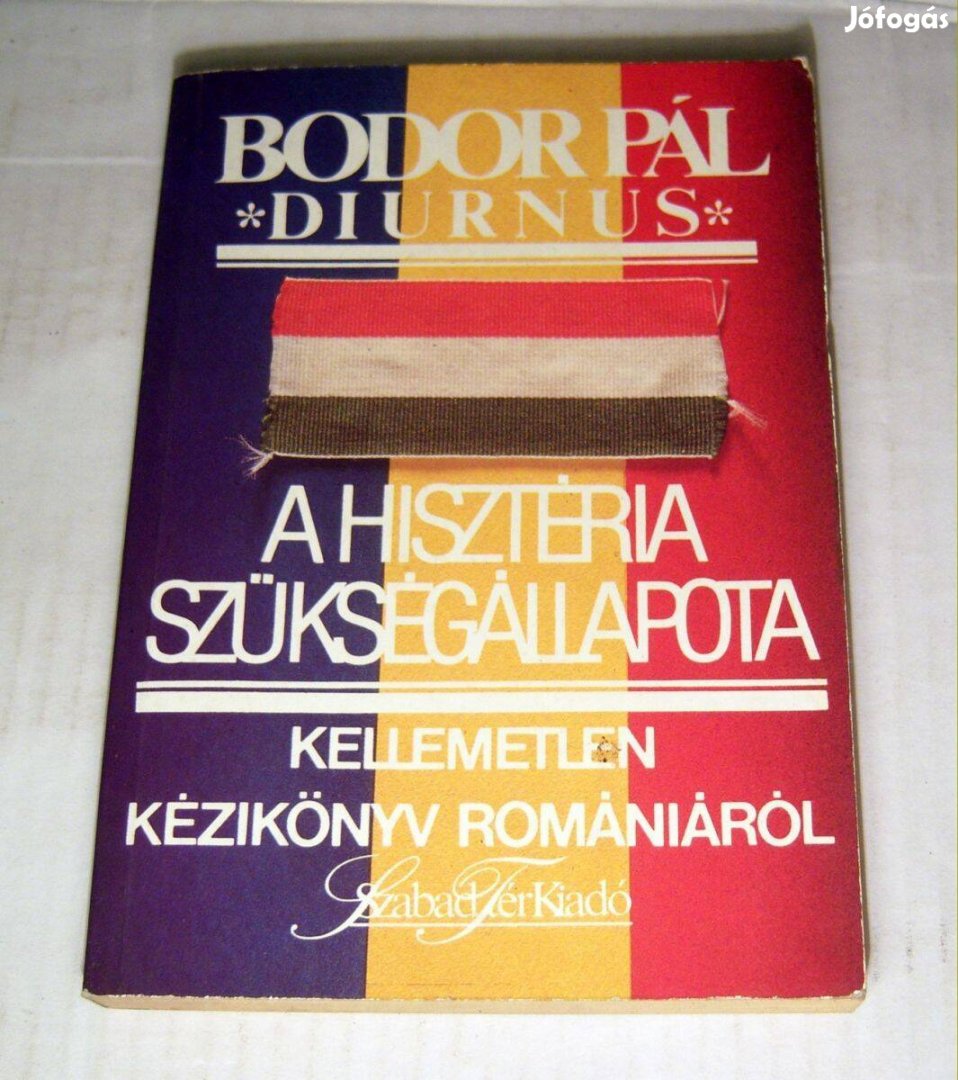 Jófogás
BODOR PÁL
*DIURNUS*
A HISZTÉRIA
SZÜKSÉGÁLLAPOTA
KELLEMETLEN
KÉZIKÖNYV ROMÁNIÁRÓL
Szabad Tér Kiadó